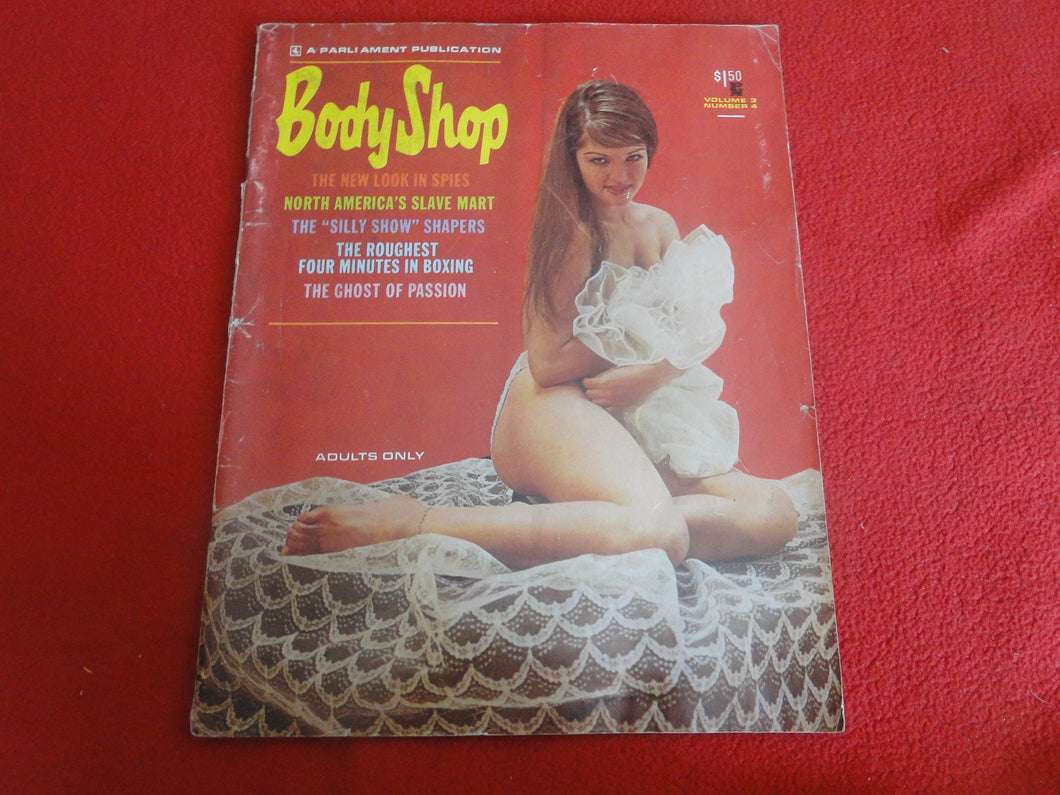 A PARLIAMENT PUBLICATION
Body Shop
THE NEW LOOK IN SPIES
NORTH AMERICA'S SLAVE MART
THE "SILLY SHOW" SHAPERS
THE ROUGHEST
FOUR MINUTES IN BOXING
THE GHOST OF PASSION
$1.50
VOLUME 3
NUMBER 4
ADULTS ONLY